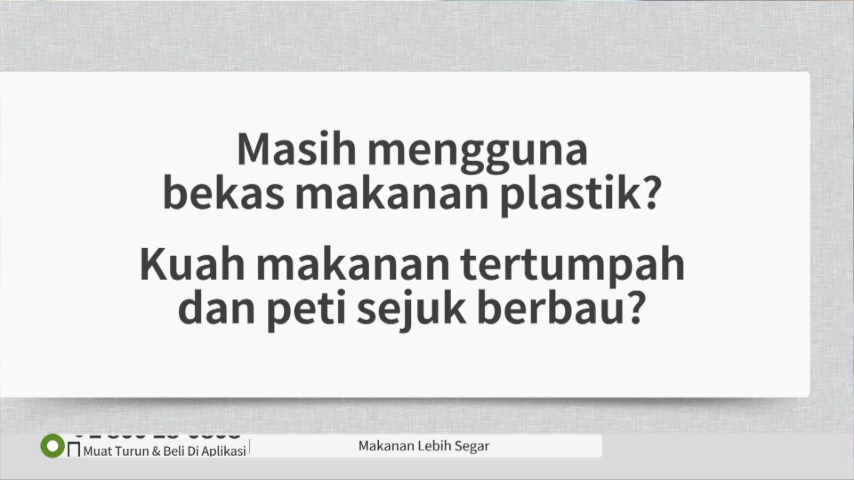 Masih mengguna
bekas makanan plastik?
Kuah makanan tertumpah
dan peti sejuk berbau?
Muat Turun & Beli Di Aplikasi
Makanan Lebih Segar